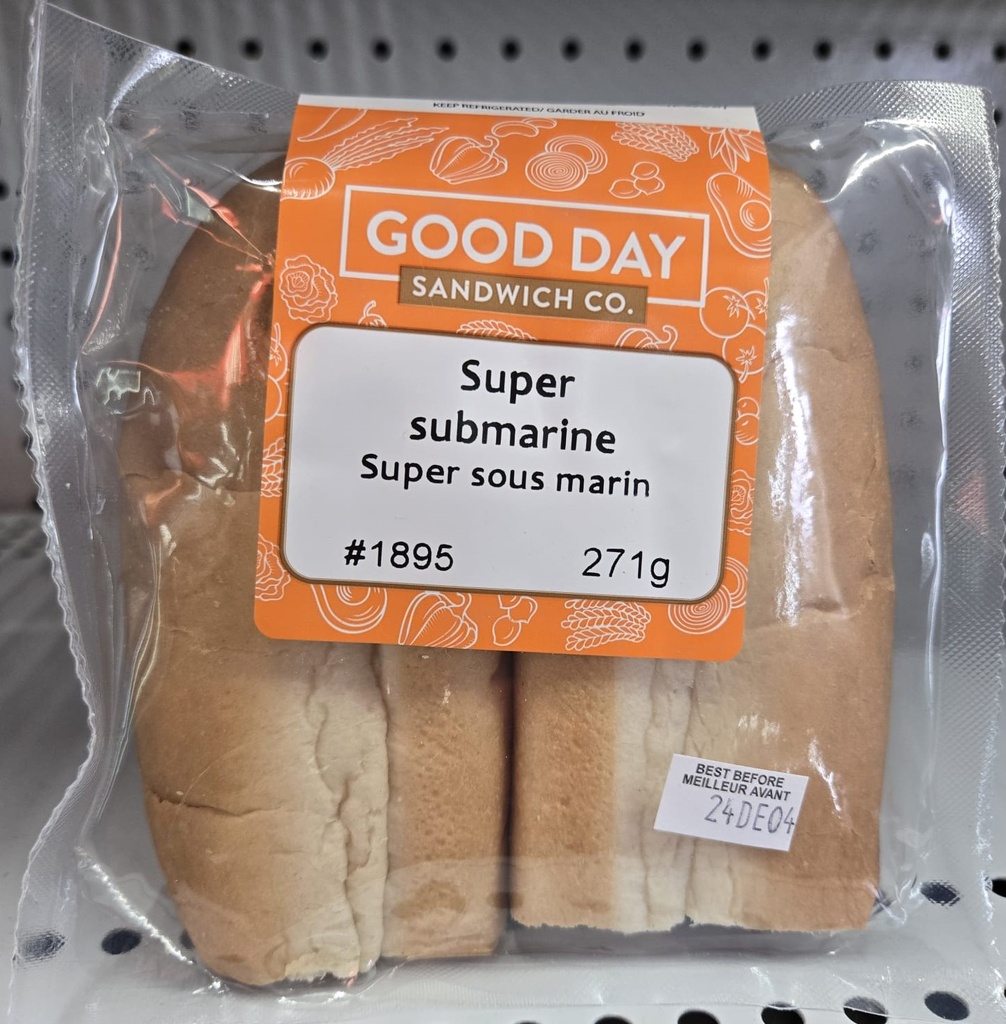 KEEP REFRIGERATED/ GARDER AU FROID
GOOD DAY
SANDWICH CO.
Super
submarine
Super sous marin
#1895 271g
BEST BEFORE
MEILLEUR AVANT
24DE04